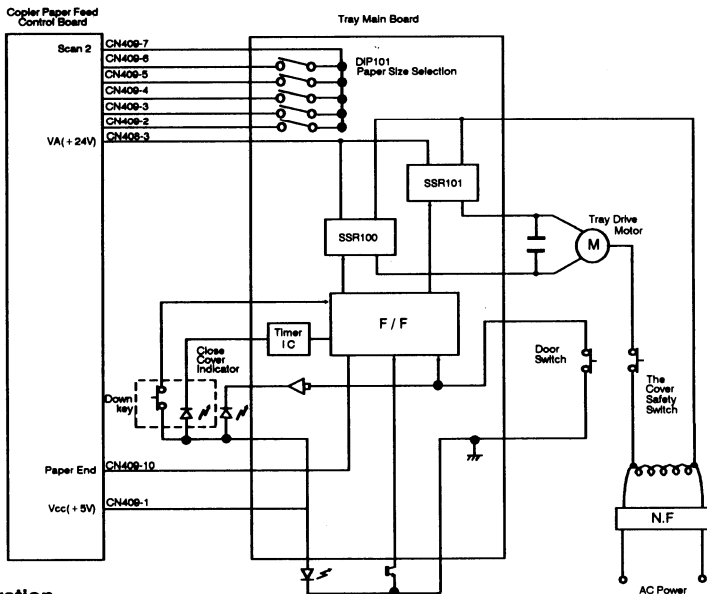 Copier Paper Feed
Control Board
Tray Main Board
Scan 2
CN409-7
CN409-6
CN409-5
CN409-4
CN409-3
CN409-2
VA(+24V)
CN408-3
DIP101
Paper Size Selection
SSR101
SSR100
Tray Drive
Motor
M
F / F
Timer
IC
Close
Cover
Indicator
Down
key
Door
Switch
The
Cover
Safety
Switch
Paper End
CN409-10
Vcc(+5V)
CN409-1
N.F
AC Power